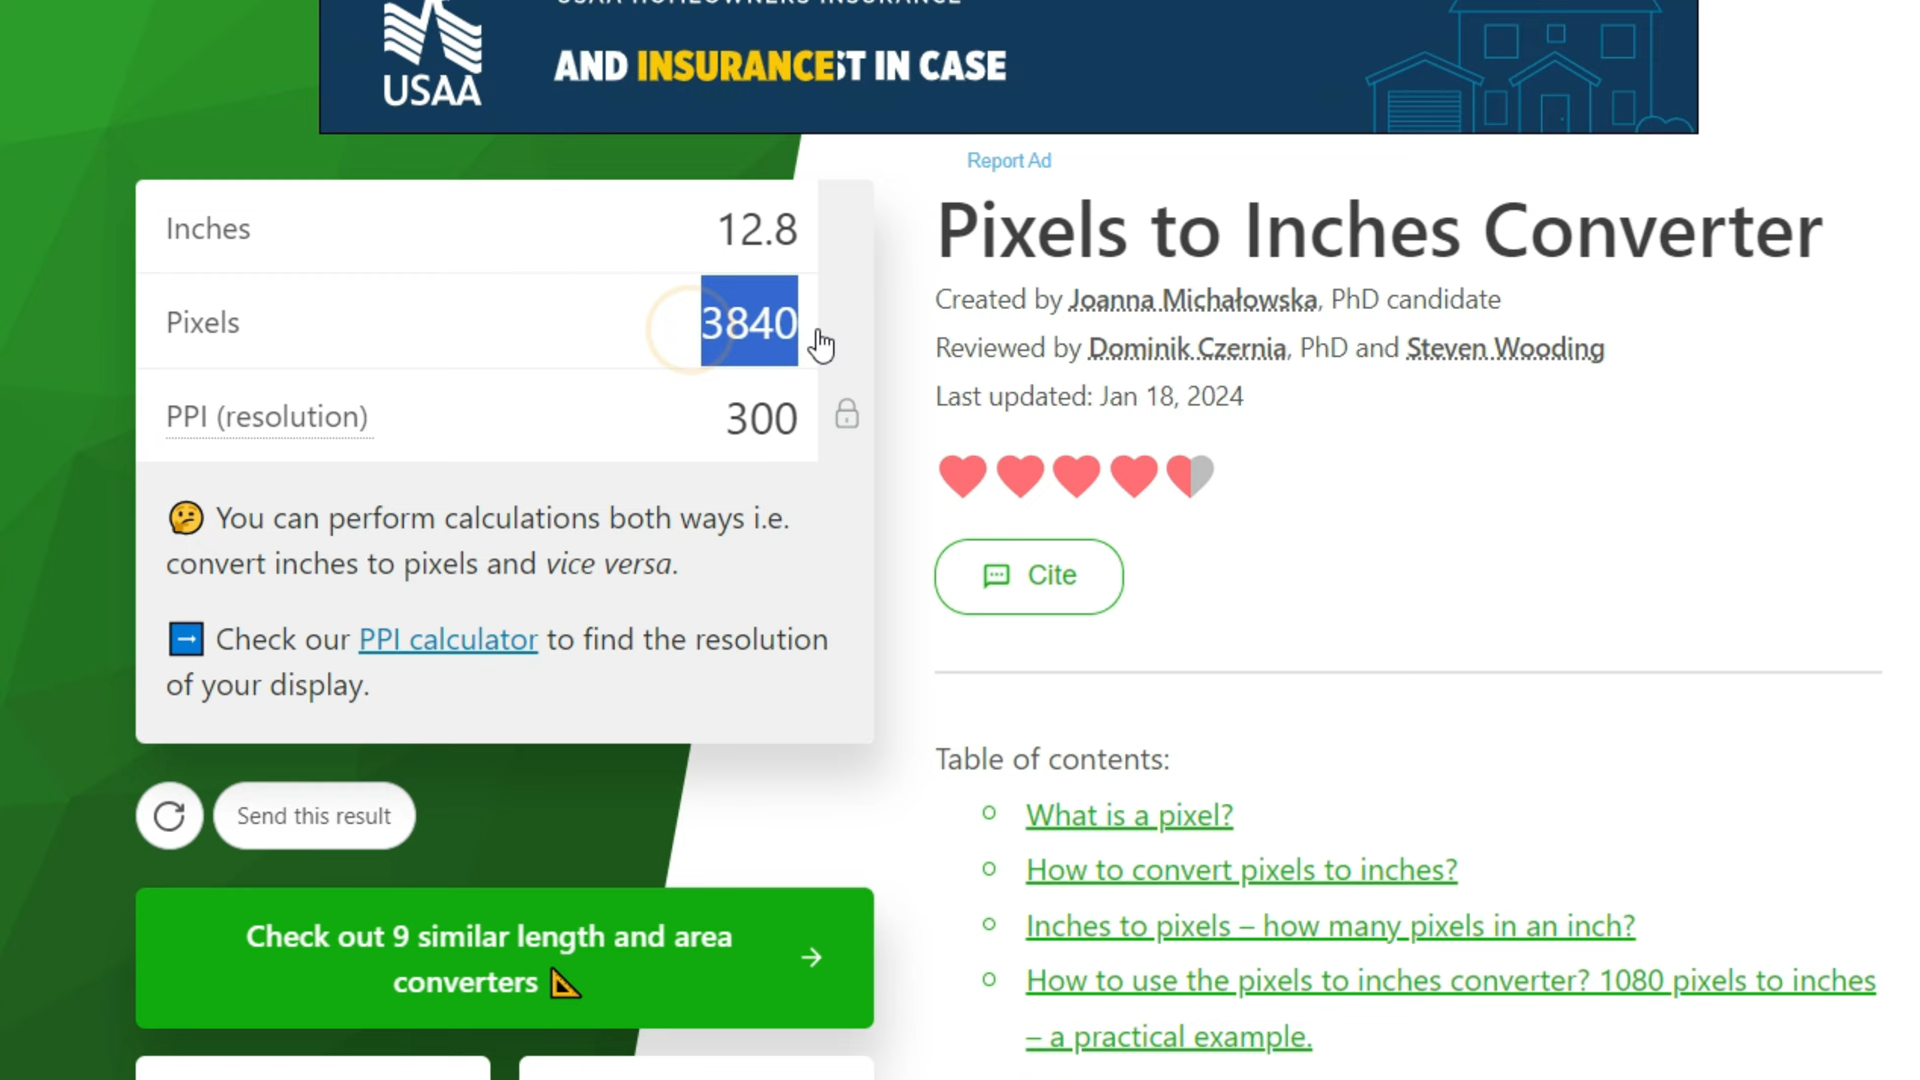 USAA HOMEOWNERS INSURANCE
USAA
AND INSURANCE
T IN CASE
Report Ad
Inches
12.8
Pixels
3840
PPI (resolution)
300
🤔 You can perform calculations both ways i.e.
convert inches to pixels and vice versa.
➡️ Check our PPI calculator to find the resolution
of your display.
Send this result
Check out 9 similar length and area
converters 📐
Pixels to Inches Converter
Created by Joanna Michałowska, PhD candidate
Reviewed by Dominik Czernia, PhD and Steven Wooding
Last updated: Jan 18, 2024
Cite
Table of contents:
What is a pixel?
How to convert pixels to inches?
Inches to pixels – how many pixels in an inch?
How to use the pixels to inches converter? 1080 pixels to inches
– a practical example.